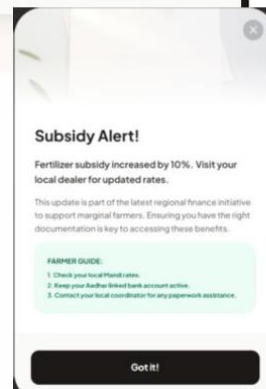 Subsidy Alert!
Fertilizer subsidy increased by 10%. Visit your
local dealer for updated rates.
This update is part of the latest regional finance initiative
to support marginal farmers. Ensuring you have the right
documentation is key to accessing these benefits.
FARMER GUIDE:
1. Check your local Mandi rates.
2. Keep your Aadhar linked bank account active.
3. Contact your local coordinator for any paperwork assistance.
Got it!